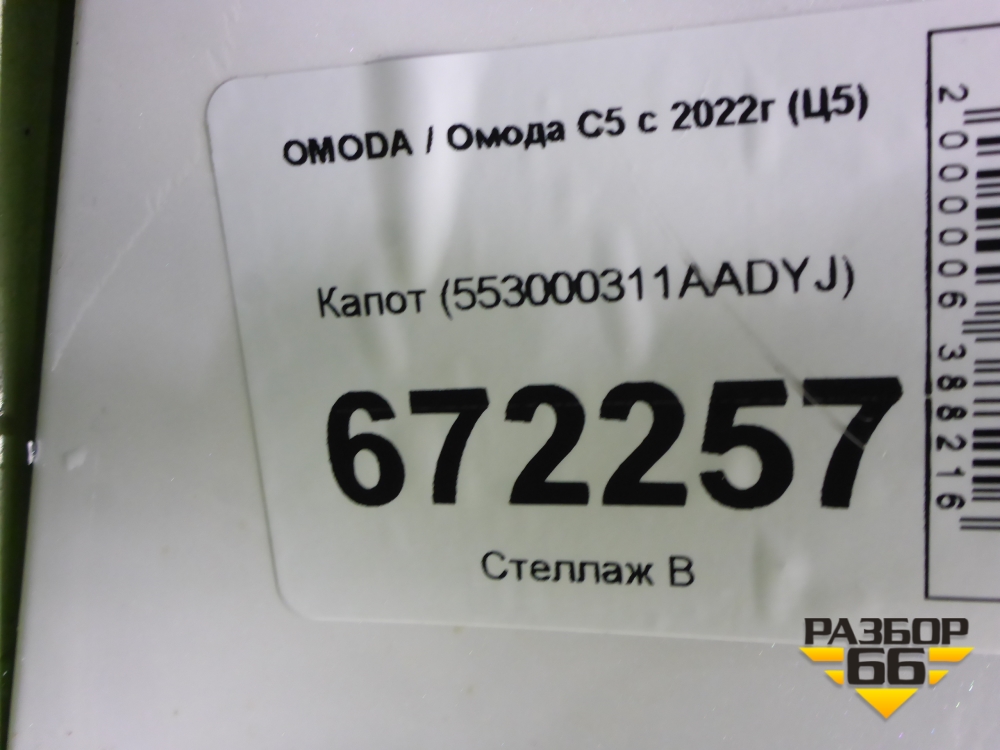 OMODA / Омода C5 с 2022г (Ц5)
Капот (553000311AADYJ)
672257
Стеллаж В
2000006388216
РАЗБОР
66